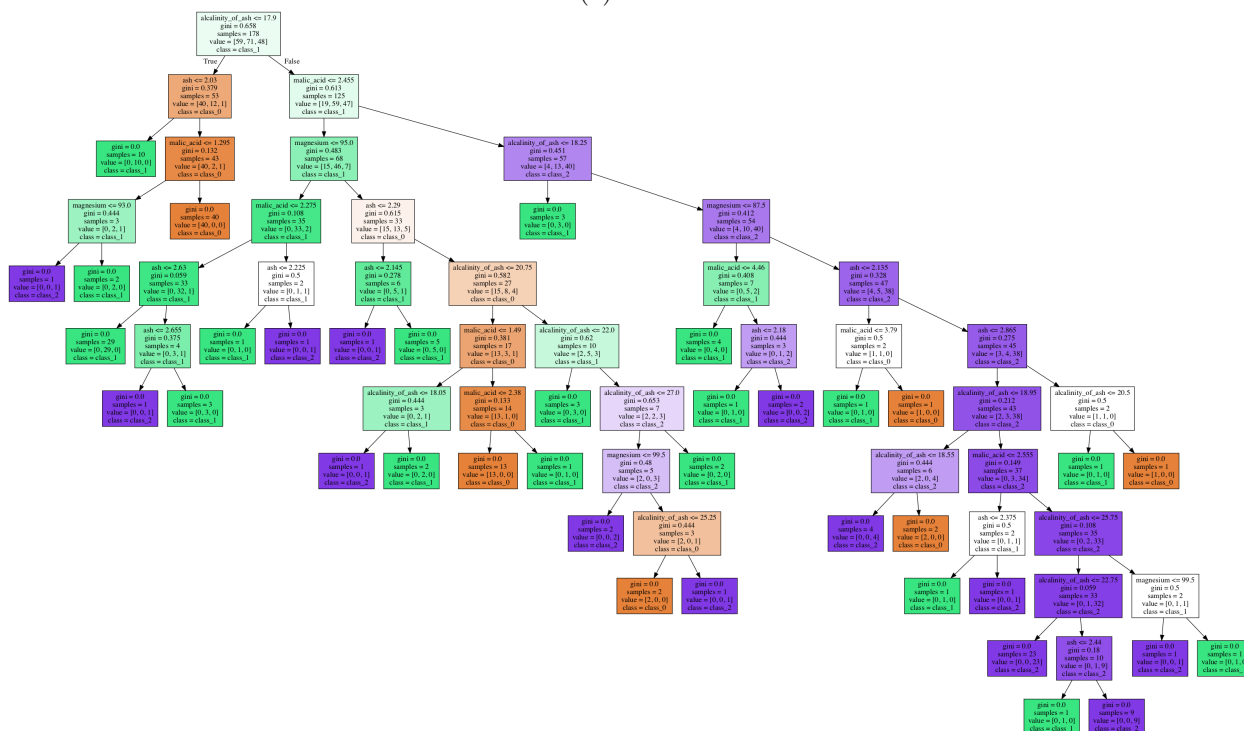 alcalinity_of_ash <= 17.9
gini = 0.658
samples = 178
value = [59, 71, 48]
class = class_1
True
False
ash <= 2.03
gini = 0.379
samples = 53
value = [40, 12, 1]
class = class_0
malic_acid <= 2.455
gini = 0.613
samples = 125
value = [19, 59, 47]
class = class_1
gini = 0.0
samples = 10
value = [0, 10, 0]
class = class_1
malic_acid <= 1.295
gini = 0.132
samples = 43
value = [40, 2, 1]
class = class_0
magnesium <= 95.0
gini = 0.483
samples = 68
value = [15, 46, 7]
class = class_1
alcalinity_of_ash <= 18.25
gini = 0.451
samples = 57
value = [4, 13, 40]
class = class_2
magnesium <= 93.0
gini = 0.444
samples = 3
value = [0, 2, 1]
class = class_1
gini = 0.0
samples = 40
value = [40, 0, 0]
class = class_0
malic_acid <= 2.275
gini = 0.108
samples = 35
value = [0, 33, 2]
class = class_1
ash <= 2.29
gini = 0.615
samples = 33
value = [15, 13, 5]
class = class_0
gini = 0.0
samples = 3
value = [0, 3, 0]
class = class_1
magnesium <= 87.5
gini = 0.412
samples = 54
value = [4, 10, 40]
class = class_2
gini = 0.0
samples = 1
value = [0, 0, 1]
class = class_2
gini = 0.0
samples = 2
value = [0, 2, 0]
class = class_1
ash <= 2.63
gini = 0.059
samples = 33
value = [0, 32, 1]
class = class_1
ash <= 2.225
gini = 0.5
samples = 2
value = [0, 1, 1]
class = class_1
ash <= 2.145
gini = 0.278
samples = 6
value = [0, 5, 1]
class = class_1
alcalinity_of_ash <= 20.75
gini = 0.582
samples = 27
value = [15, 8, 4]
class = class_0
malic_acid <= 4.46
gini = 0.408
samples = 7
value = [0, 5, 2]
class = class_1
ash <= 2.135
gini = 0.328
samples = 47
value = [4, 5, 38]
class = class_2
gini = 0.0
samples = 29
value = [0, 29, 0]
class = class_1
ash <= 2.655
gini = 0.375
samples = 4
value = [0, 3, 1]
class = class_1
gini = 0.0
samples = 1
value = [0, 1, 0]
class = class_1
gini = 0.0
samples = 1
value = [0, 0, 1]
class = class_2
gini = 0.0
samples = 1
value = [0, 0, 1]
class = class_2
gini = 0.0
samples = 5
value = [0, 5, 0]
class = class_1
malic_acid <= 1.49
gini = 0.381
samples = 17
value = [13, 3, 1]
class = class_0
alcalinity_of_ash <= 22.0
gini = 0.62
samples = 10
value = [2, 5, 3]
class = class_1
gini = 0.0
samples = 4
value = [0, 4, 0]
class = class_1
ash <= 2.18
gini = 0.444
samples = 3
value = [0, 1, 2]
class = class_2
malic_acid <= 3.79
gini = 0.5
samples = 2
value = [1, 1, 0]
class = class_0
ash <= 2.865
gini = 0.275
samples = 45
value = [3, 4, 38]
class = class_2
gini = 0.0
samples = 1
value = [0, 0, 1]
class = class_2
gini = 0.0
samples = 3
value = [0, 3, 0]
class = class_1
alcalinity_of_ash <= 18.05
gini = 0.444
samples = 3
value = [0, 2, 1]
class = class_1
malic_acid <= 2.38
gini = 0.133
samples = 14
value = [13, 1, 0]
class = class_0
gini = 0.0
samples = 3
value = [0, 3, 0]
class = class_1
alcalinity_of_ash <= 27.0
gini = 0.653
samples = 7
value = [2, 2, 3]
class = class_2
gini = 0.0
samples = 1
value = [0, 1, 0]
class = class_1
gini = 0.0
samples = 2
value = [0, 0, 2]
class = class_2
gini = 0.0
samples = 1
value = [0, 1, 0]
class = class_1
gini = 0.0
samples = 1
value = [1, 0, 0]
class = class_0
alcalinity_of_ash <= 18.95
gini = 0.212
samples = 43
value = [2, 3, 38]
class = class_2
alcalinity_of_ash <= 20.5
gini = 0.5
samples = 2
value = [1, 1, 0]
class = class_0
gini = 0.0
samples = 1
value = [0, 0, 1]
class = class_2
gini = 0.0
samples = 2
value = [0, 2, 0]
class = class_1
gini = 0.0
samples = 13
value = [13, 0, 0]
class = class_0
gini = 0.0
samples = 1
value = [0, 1, 0]
class = class_1
magnesium <= 99.5
gini = 0.48
samples = 5
value = [2, 0, 3]
class = class_2
gini = 0.0
samples = 2
value = [0, 2, 0]
class = class_1
alcalinity_of_ash <= 18.55
gini = 0.444
samples = 6
value = [2, 0, 4]
class = class_2
malic_acid <= 2.555
gini = 0.149
samples = 37
value = [0, 3, 34]
class = class_2
gini = 0.0
samples = 1
value = [0, 1, 0]
class = class_1
gini = 0.0
samples = 1
value = [1, 0, 0]
class = class_0
gini = 0.0
samples = 2
value = [0, 0, 2]
class = class_2
alcalinity_of_ash <= 25.25
gini = 0.444
samples = 3
value = [2, 0, 1]
class = class_0
gini = 0.0
samples = 4
value = [0, 0, 4]
class = class_2
gini = 0.0
samples = 2
value = [2, 0, 0]
class = class_0
ash <= 2.375
gini = 0.5
samples = 2
value = [0, 1, 1]
class = class_1
alcalinity_of_ash <= 25.75
gini = 0.108
samples = 35
value = [0, 2, 33]
class = class_2
gini = 0.0
samples = 2
value = [2, 0, 0]
class = class_0
gini = 0.0
samples = 1
value = [0, 0, 1]
class = class_2
gini = 0.0
samples = 1
value = [0, 1, 0]
class = class_1
gini = 0.0
samples = 1
value = [0, 0, 1]
class = class_2
alcalinity_of_ash <= 22.75
gini = 0.059
samples = 33
value = [0, 1, 32]
class = class_2
magnesium <= 99.5
gini = 0.5
samples = 2
value = [0, 1, 1]
class = class_1
gini = 0.0
samples = 23
value = [0, 0, 23]
class = class_2
ash <= 2.44
gini = 0.18
samples = 10
value = [0, 1, 9]
class = class_2
gini = 0.0
samples = 1
value = [0, 0, 1]
class = class_2
gini = 0.0
samples = 1
value = [0, 1, 0
class = class_
gini = 0.0
samples = 1
value = [0, 1, 0]
class = class_1
gini = 0.0
samples = 9
value = [0, 0, 9]
class = class_2